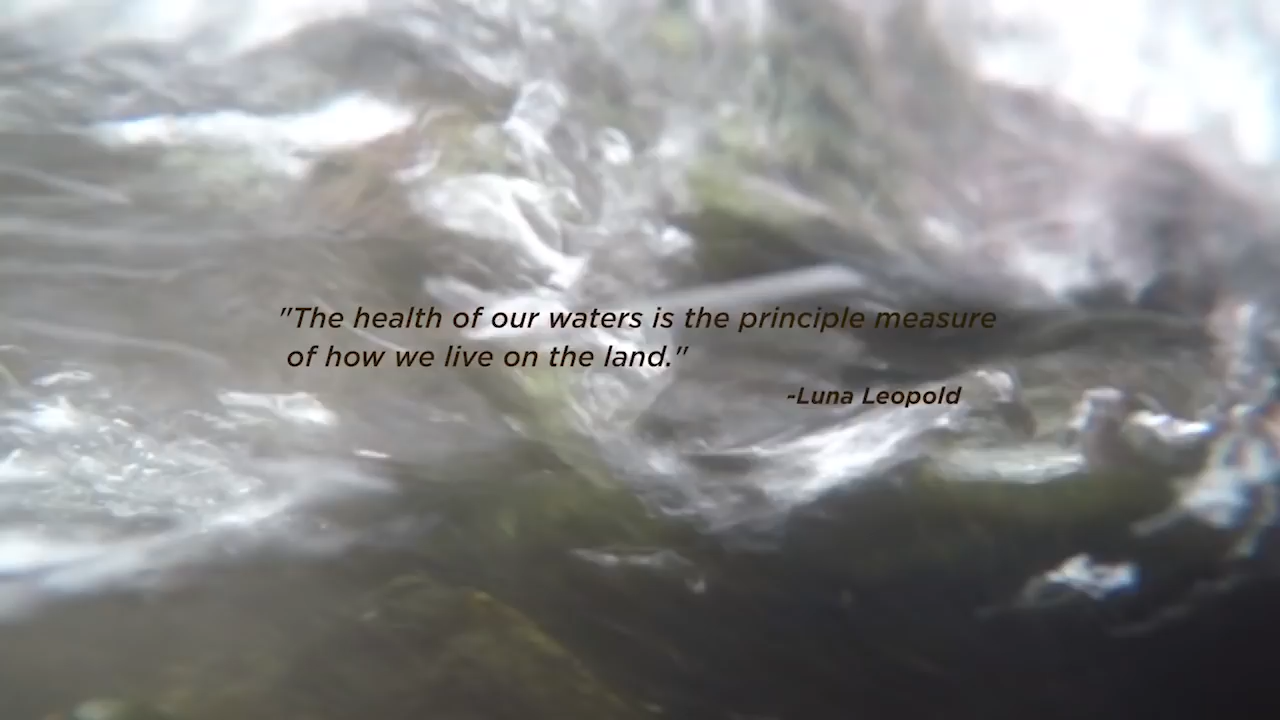 "The health of our waters is the principle measure
of how we live on the land."
-Luna Leopold